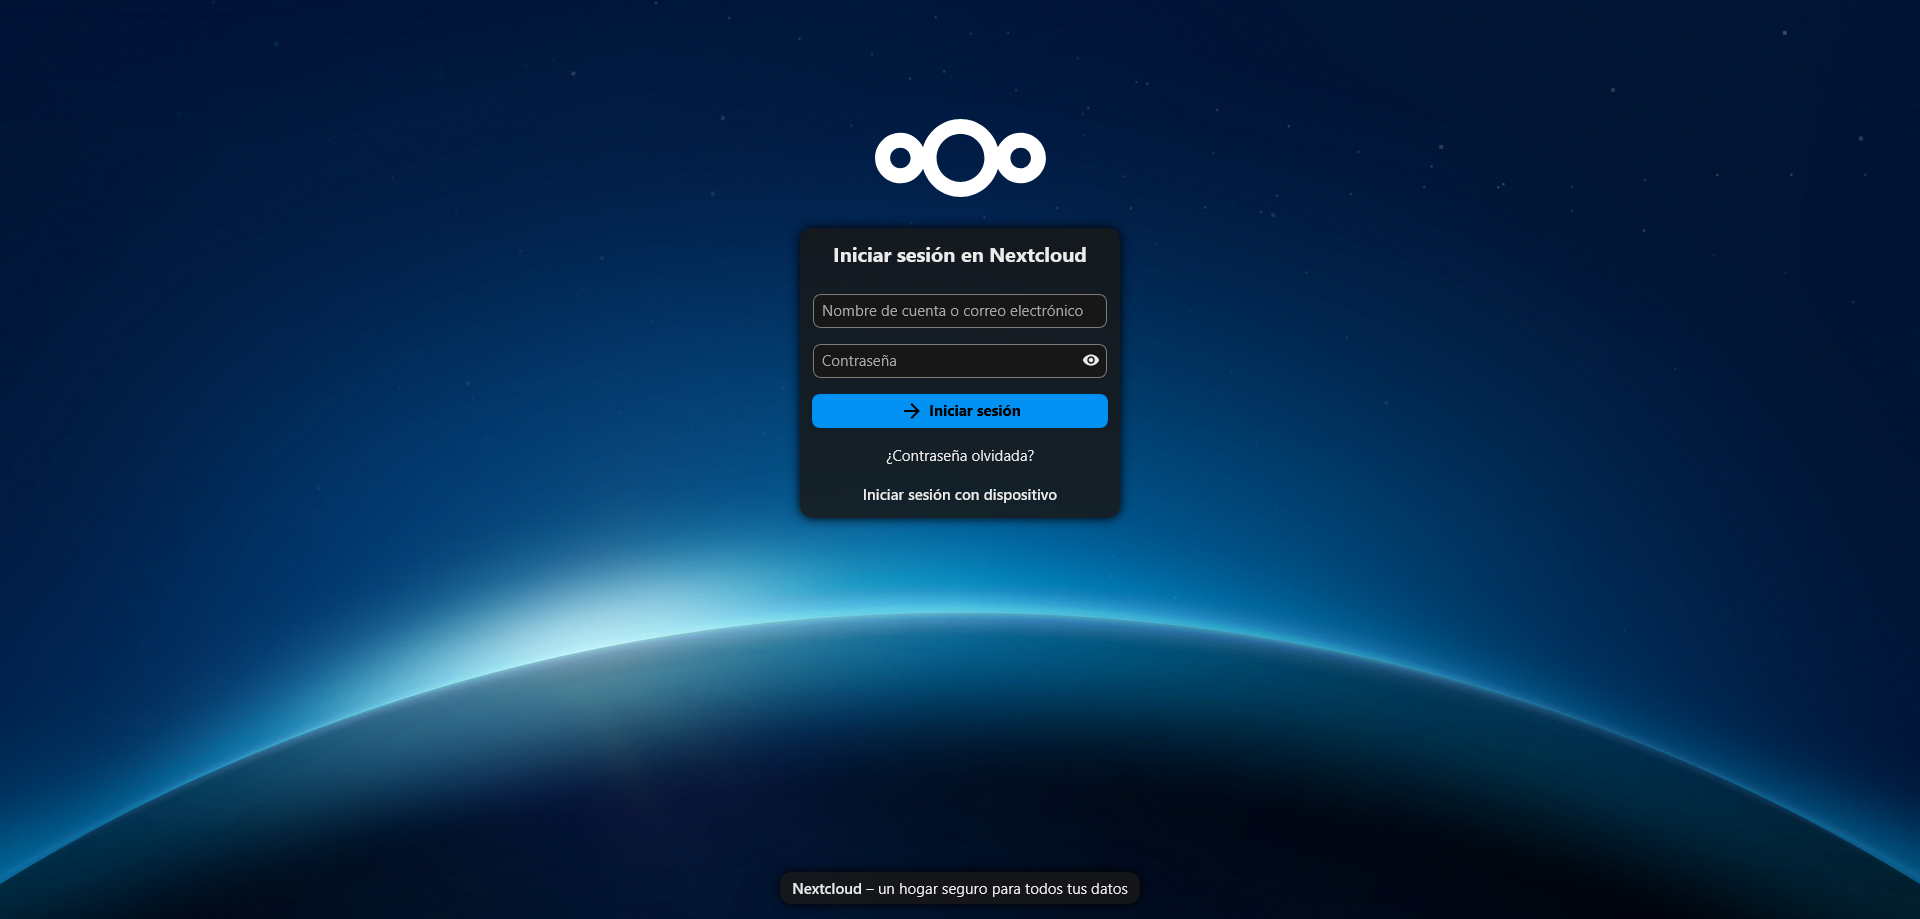 Iniciar sesión en Nextcloud
Nombre de cuenta o correo electrónico
Contraseña
Iniciar sesión
¿Contraseña olvidada?
Iniciar sesión con dispositivo
Nextcloud – un hogar seguro para todos tus datos